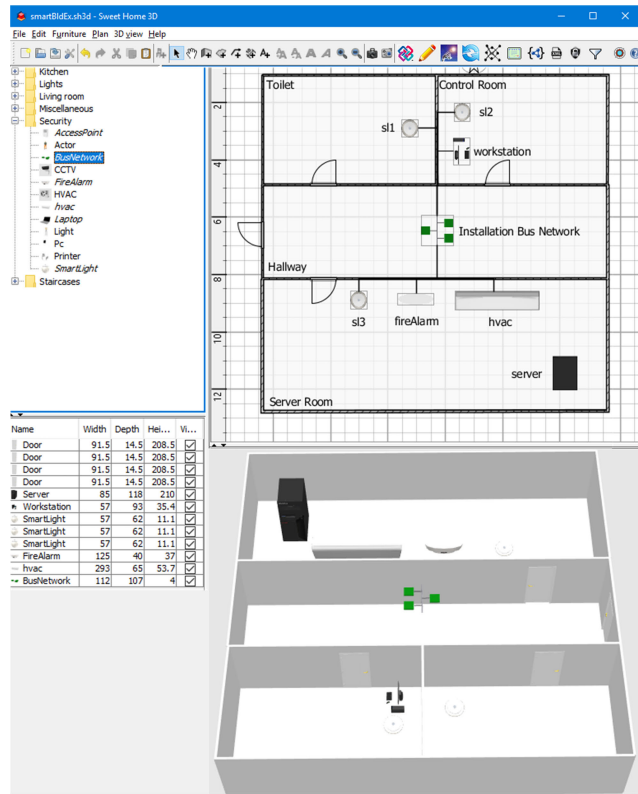 smartBldEx.sh3d - Sweet Home 3D
File Edit Furniture Plan 3D view Help
Kitchen
Lights
Living room
Miscellaneous
Security
AccessPoint
Actor
BusNetwork
CCTV
FireAlarm
HVAC
hvac
Laptop
Light
Pc
Printer
SmartLight
Staircases
2
4
6
8
10
12
Toilet
Control Room
sl1
sl2
workstation
Installation Bus Network
Hallway
sl3
fireAlarm
hvac
server
Server Room
Name Width Depth Hei... Vi...
Door 91.5 14.5 208.5
Door 91.5 14.5 208.5
Door 91.5 14.5 208.5
Door 91.5 14.5 208.5
Server 85 118 210
Workstation 57 93 35.4
SmartLight 57 62 11.1
SmartLight 57 62 11.1
SmartLight 57 62 11.1
FireAlarm 125 40 37
hvac 293 65 53.7
BusNetwork 112 107 4